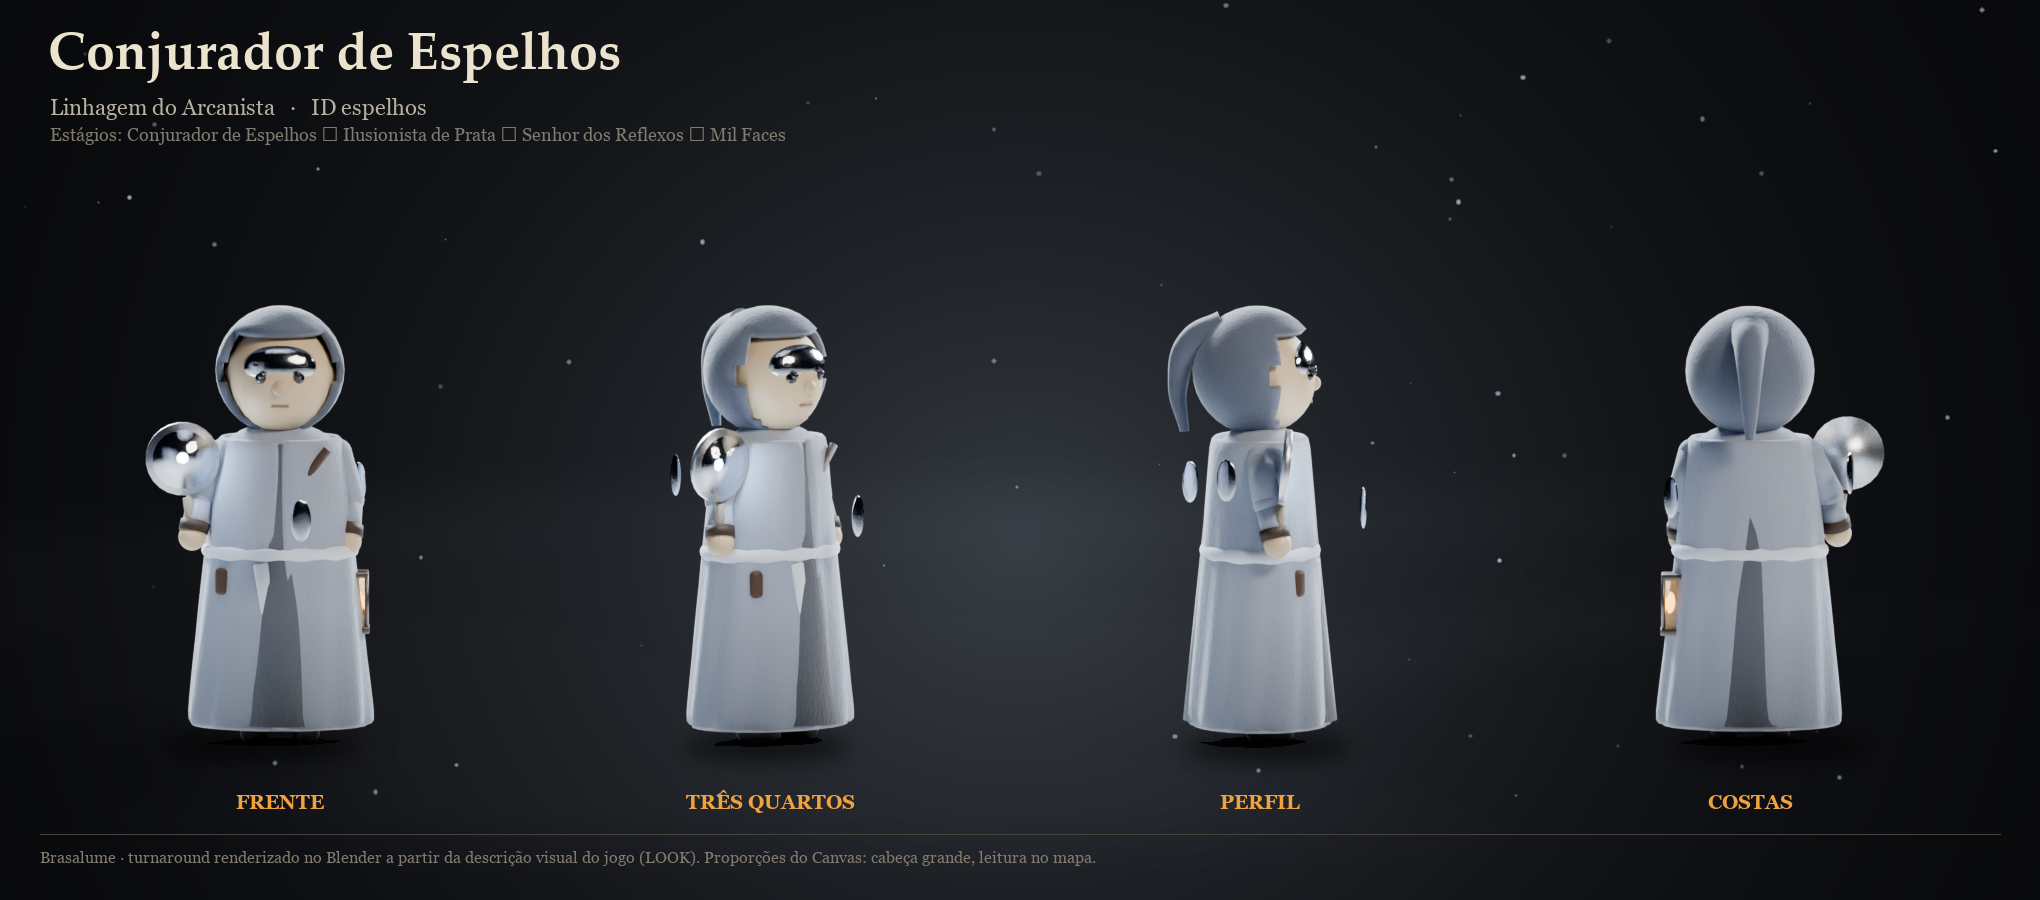 Conjurador de Espelhos
Linhagem do Arcanista · ID espelhos
Estágios: Conjurador de Espelhos □ Ilusionista de Prata □ Senhor dos Reflexos □ Mil Faces
FRENTE
TRÊS QUARTOS
PERFIL
COSTAS
Brasalume · turnaround renderizado no Blender a partir da descrição visual do jogo (LOOK). Proporções do Canvas: cabeça grande, leitura no mapa.